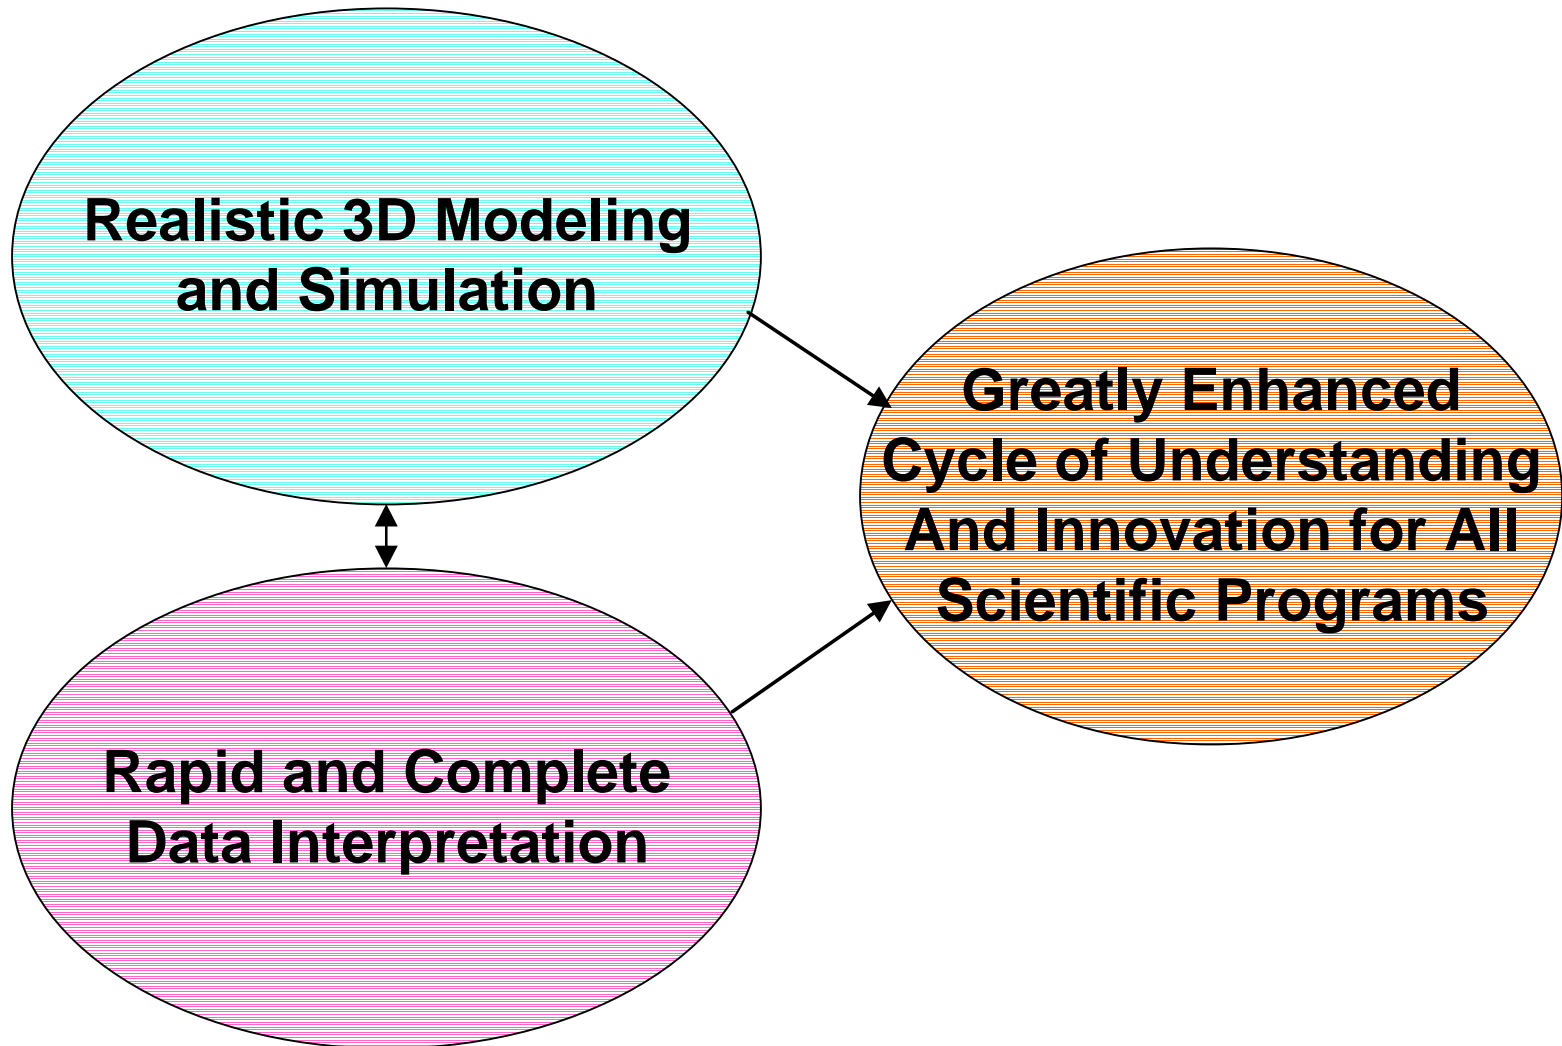 Realistic 3D Modeling
and Simulation
Greatly Enhanced
Cycle of Understanding
And Innovation for All
Scientific Programs
Rapid and Complete
Data Interpretation